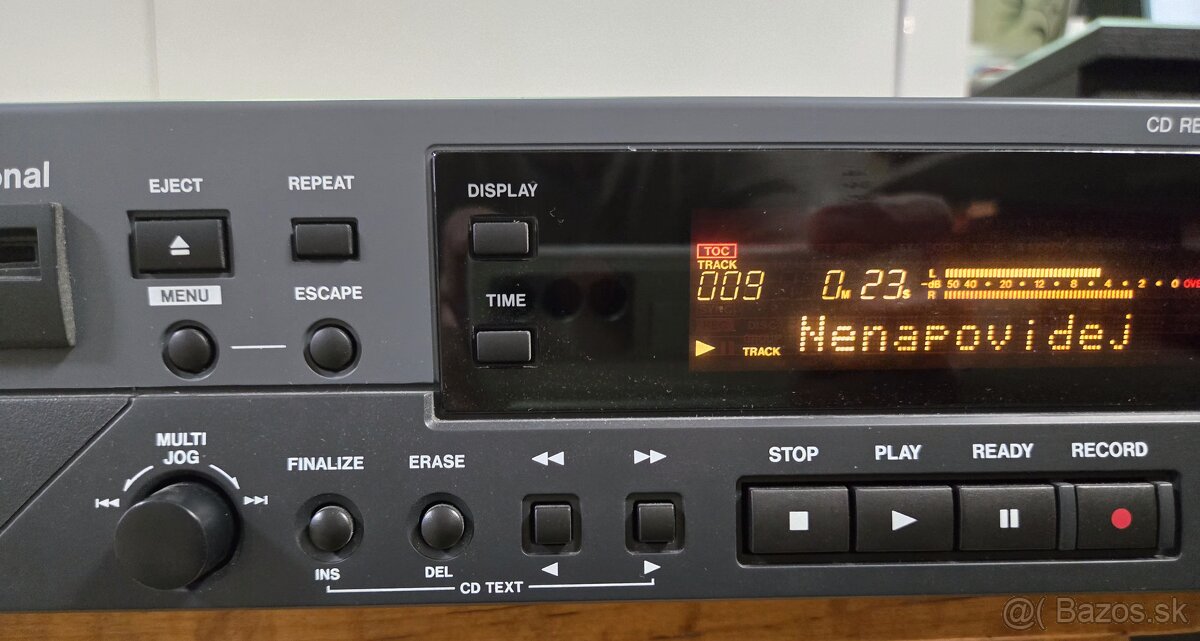 CD RE
onal
EJECT
REPEAT
DISPLAY
TOC
TRACK
009 0M 23S
L
-dB 50 40 • 20 • 12 • 8 • 4 • 2 • 0 OVE
R
MENU
ESCAPE
TIME
TRACK Nenapovidej
MULTI
JOG
FINALIZE
ERASE
STOP
PLAY
READY
RECORD
INS
DEL
CD TEXT
@( Bazos.sk